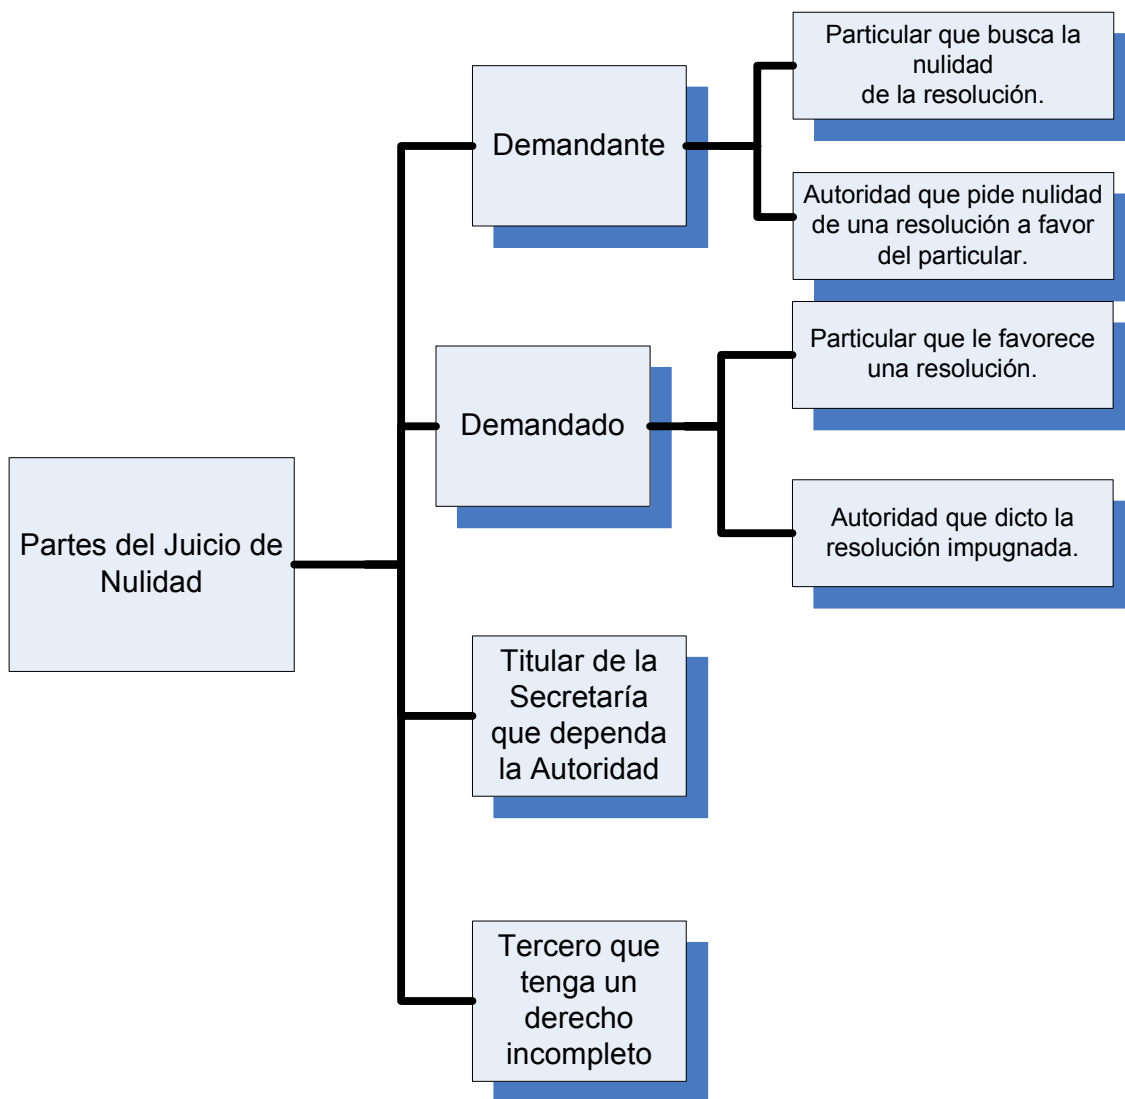 Partes del Juicio de
Nulidad
Demandante
Particular que busca la
nulidad
de la resolución.
Autoridad que pide nulidad
de una resolución a favor
del particular.
Demandado
Particular que le favorece
una resolución.
Autoridad que dicto la
resolución impugnada.
Titular de la
Secretaría
que dependa
la Autoridad
Tercero que
tenga un
derecho
incompleto